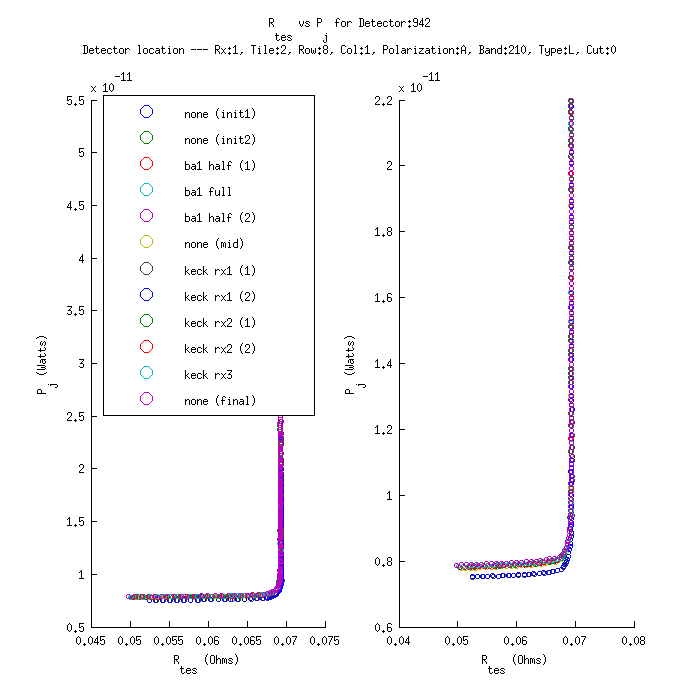 R_tes vs P_j for Detector:942
Detector location --- Rx:1, Tile:2, Row:8, Col:1, Polarization:A, Band:210, Type:L, Cut:0
x 10^-11
5.5
5
4.5
4
3.5
3
2.5
2
1.5
1
0.5
P_j (Watts)
none (init1)
none (init2)
ba1 half (1)
ba1 full
ba1 half (2)
none (mid)
keck rx1 (1)
keck rx1 (2)
keck rx2 (1)
keck rx2 (2)
keck rx3
none (final)
0.045 0.05 0.055 0.06 0.065 0.07 0.075
R_tes (Ohms)
x 10^-11
2.2
2
1.8
1.6
1.4
1.2
1
0.8
0.6
P_j (Watts)
0.04 0.05 0.06 0.07 0.08
R_tes (Ohms)